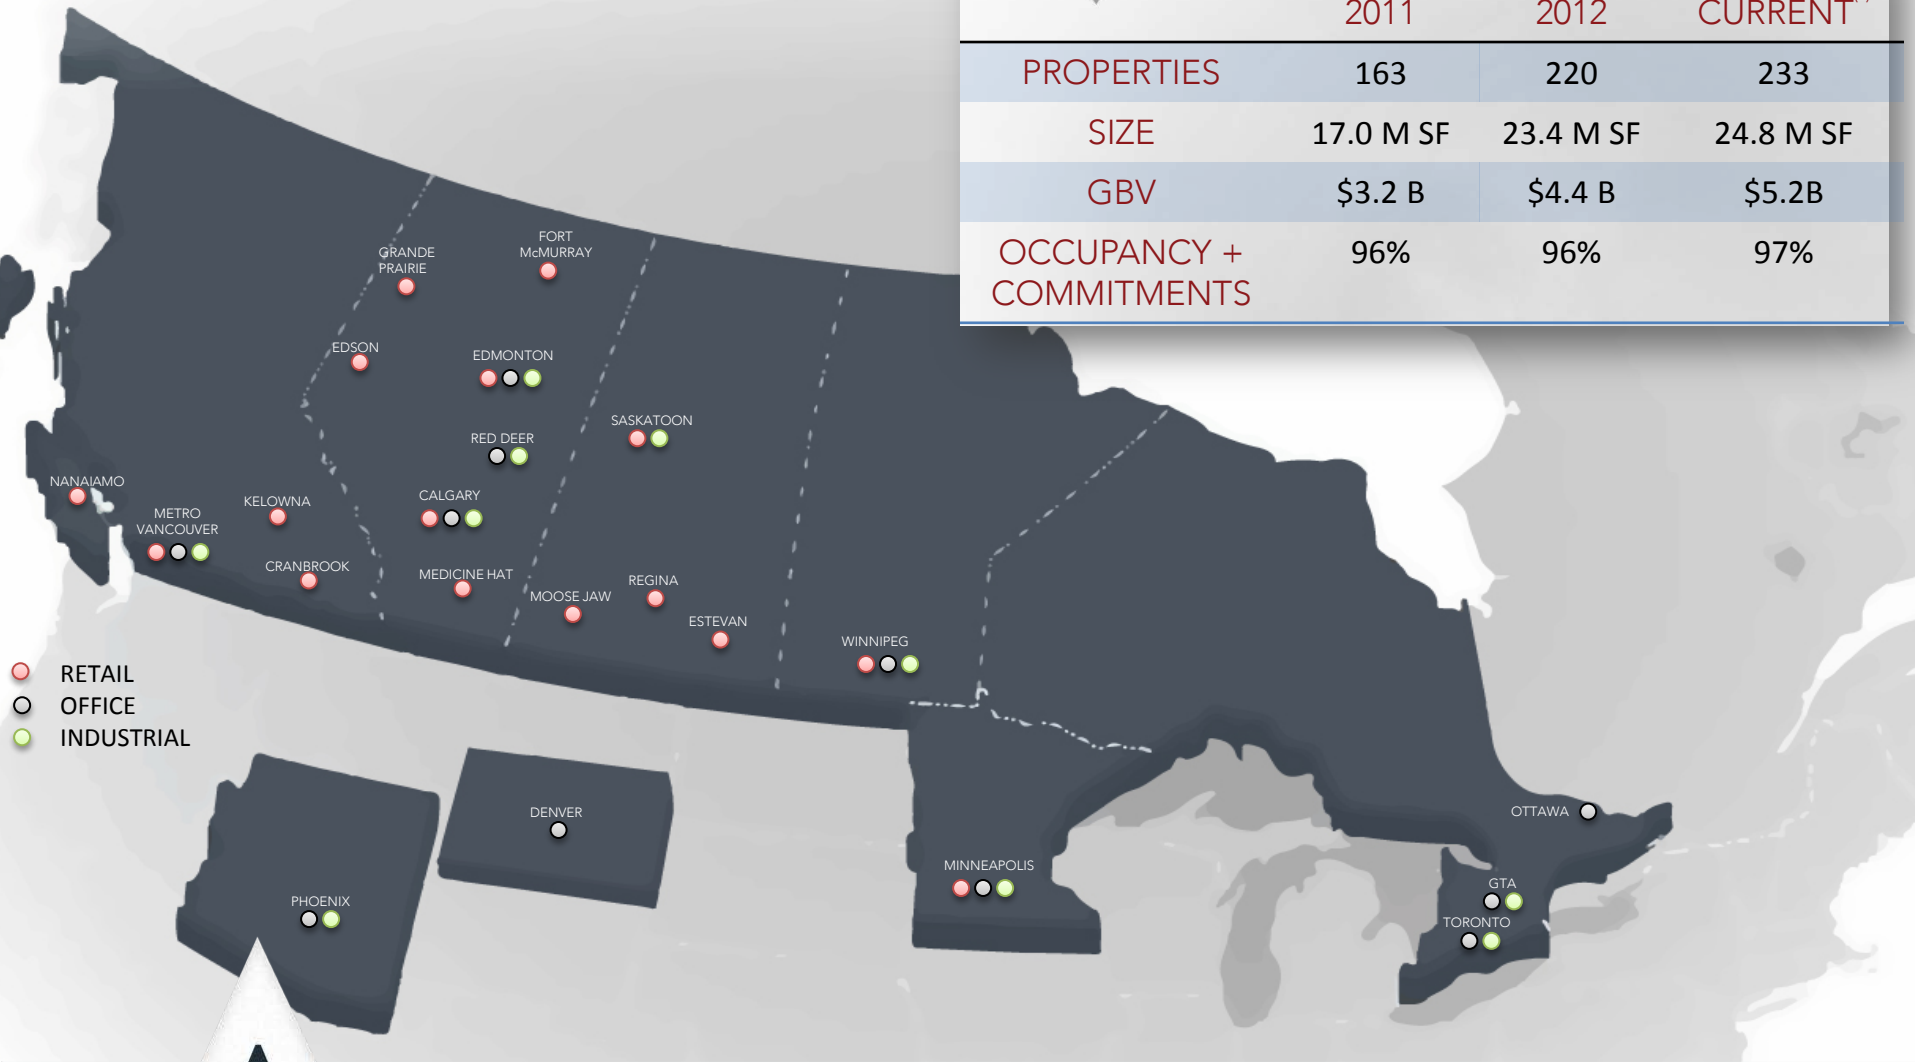 2011 2012 CURRENT
PROPERTIES 163 220 233
SIZE 17.0 M SF 23.4 M SF 24.8 M SF
GBV $3.2 B $4.4 B $5.2B
OCCUPANCY + 96% 96% 97%
COMMITMENTS
GRANDE
PRAIRIE
FORT
McMURRAY
EDSON
EDMONTON
SASKATOON
RED DEER
NANAIAMO
METRO
VANCOUVER
KELOWNA
CALGARY
CRANBROOK
MEDICINE HAT
MOOSE JAW
REGINA
ESTEVAN
WINNIPEG
RETAIL
OFFICE
INDUSTRIAL
PHOENIX
DENVER
MINNEAPOLIS
OTTAWA
GTA
TORONTO